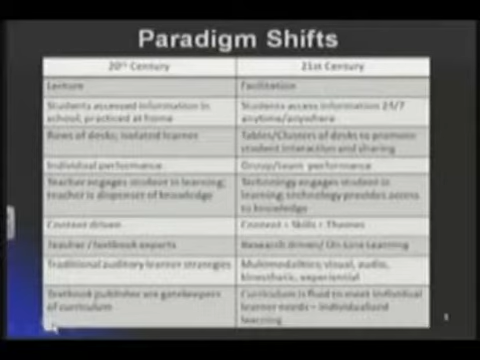 Paradigm Shifts
20th Century
21st Century
Lecture
Facilitation
Students accessed information in
school; practiced at home
Students access information 24/7
anytime/anywhere
Rows of desks; isolated learner
Tables/Clusters of desks to promote
student interaction and sharing
Individual performance
Group/team performance
Teacher engages student in learning;
teacher is dispenser of knowledge
Technology engages student in
learning; technology provides access
to knowledge
Content driven
Content + Skills + Themes
Teacher / textbook experts
Research driven/ On-Line Learning
Traditional auditory learner strategies
Multimodalities: visual, audio,
kinesthetic, experiential
Textbook publisher are gatekeepers
of curriculum
Curriculum is fluid to meet individual
learner needs – individualized
learning